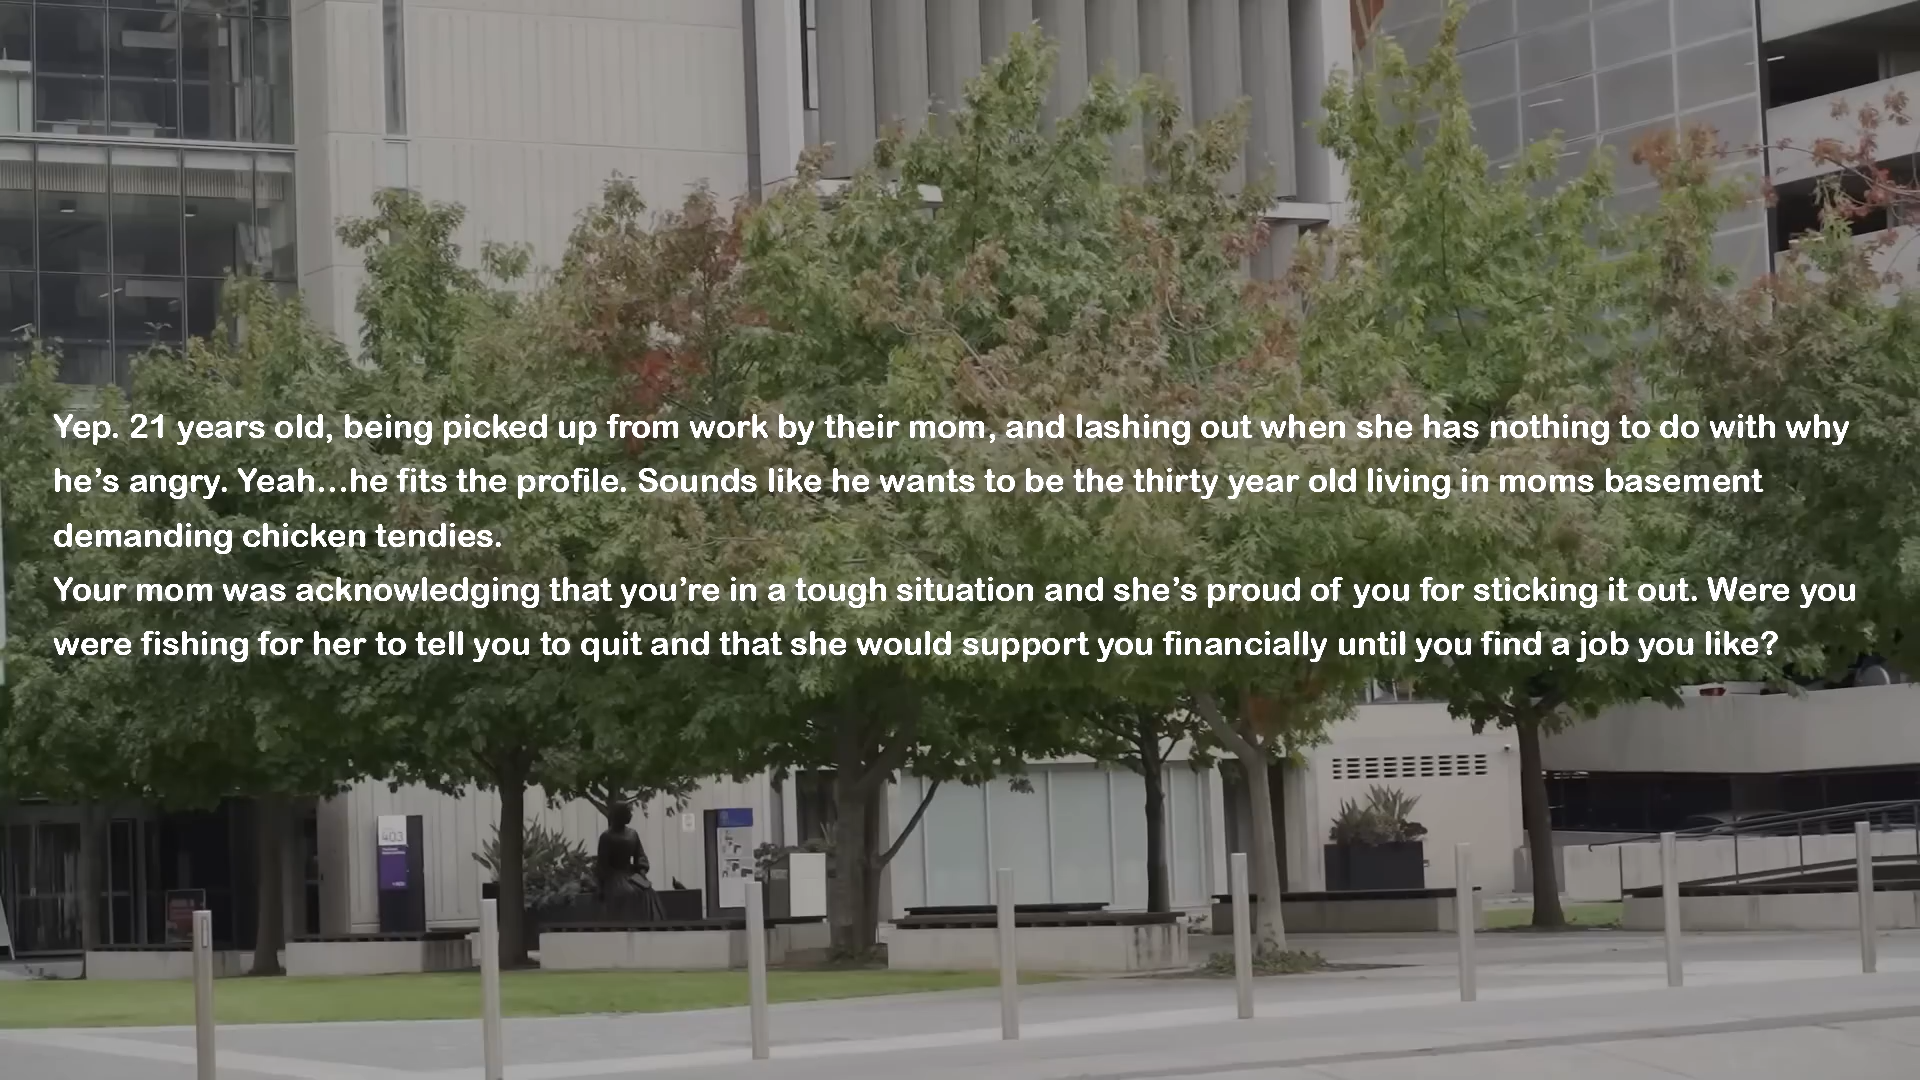 Yep. 21 years old, being picked up from work by their mom, and lashing out when she has nothing to do with why
he's angry. Yeah...he fits the profile. Sounds like he wants to be the thirty year old living in moms basement
demanding chicken tendies.
Your mom was acknowledging that you're in a tough situation and she's proud of you for sticking it out. Were you
were fishing for her to tell you to quit and that she would support you financially until you find a job you like?
403